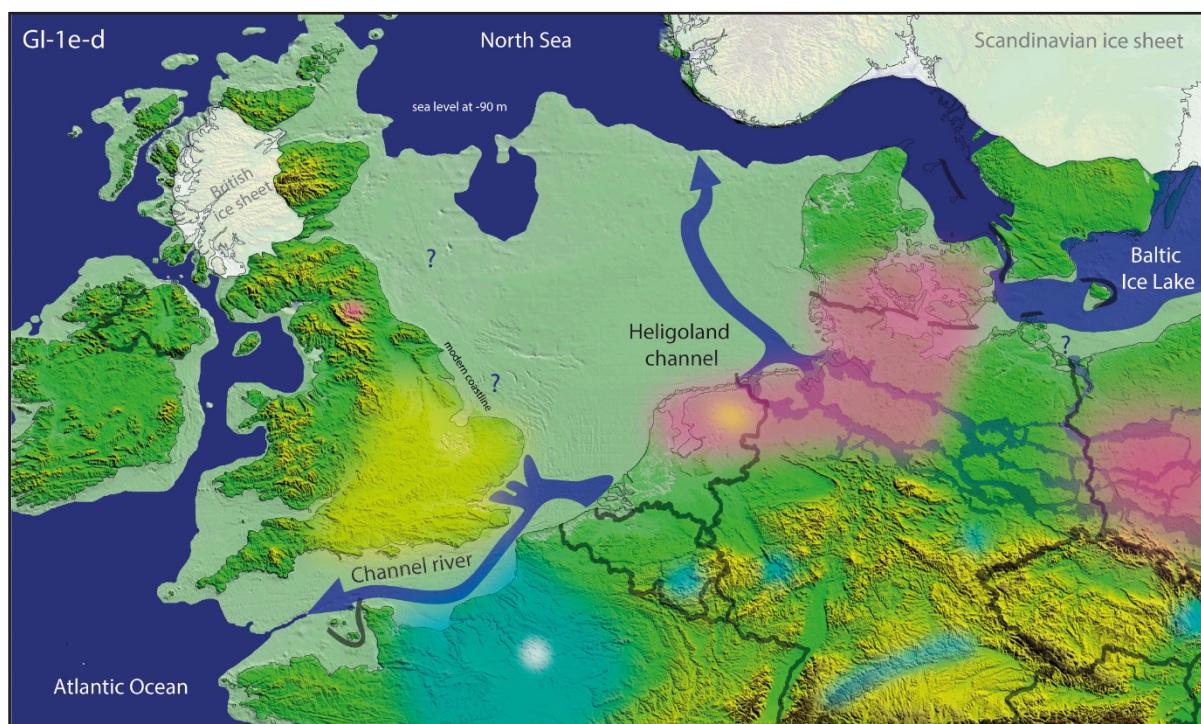 GI-1e-d
North Sea
Scandinavian ice sheet
sea level at -90 m
British
ice sheet
?
Baltic
Ice Lake
Heligoland
channel
?
modern coastline
?
Channel river
Atlantic Ocean